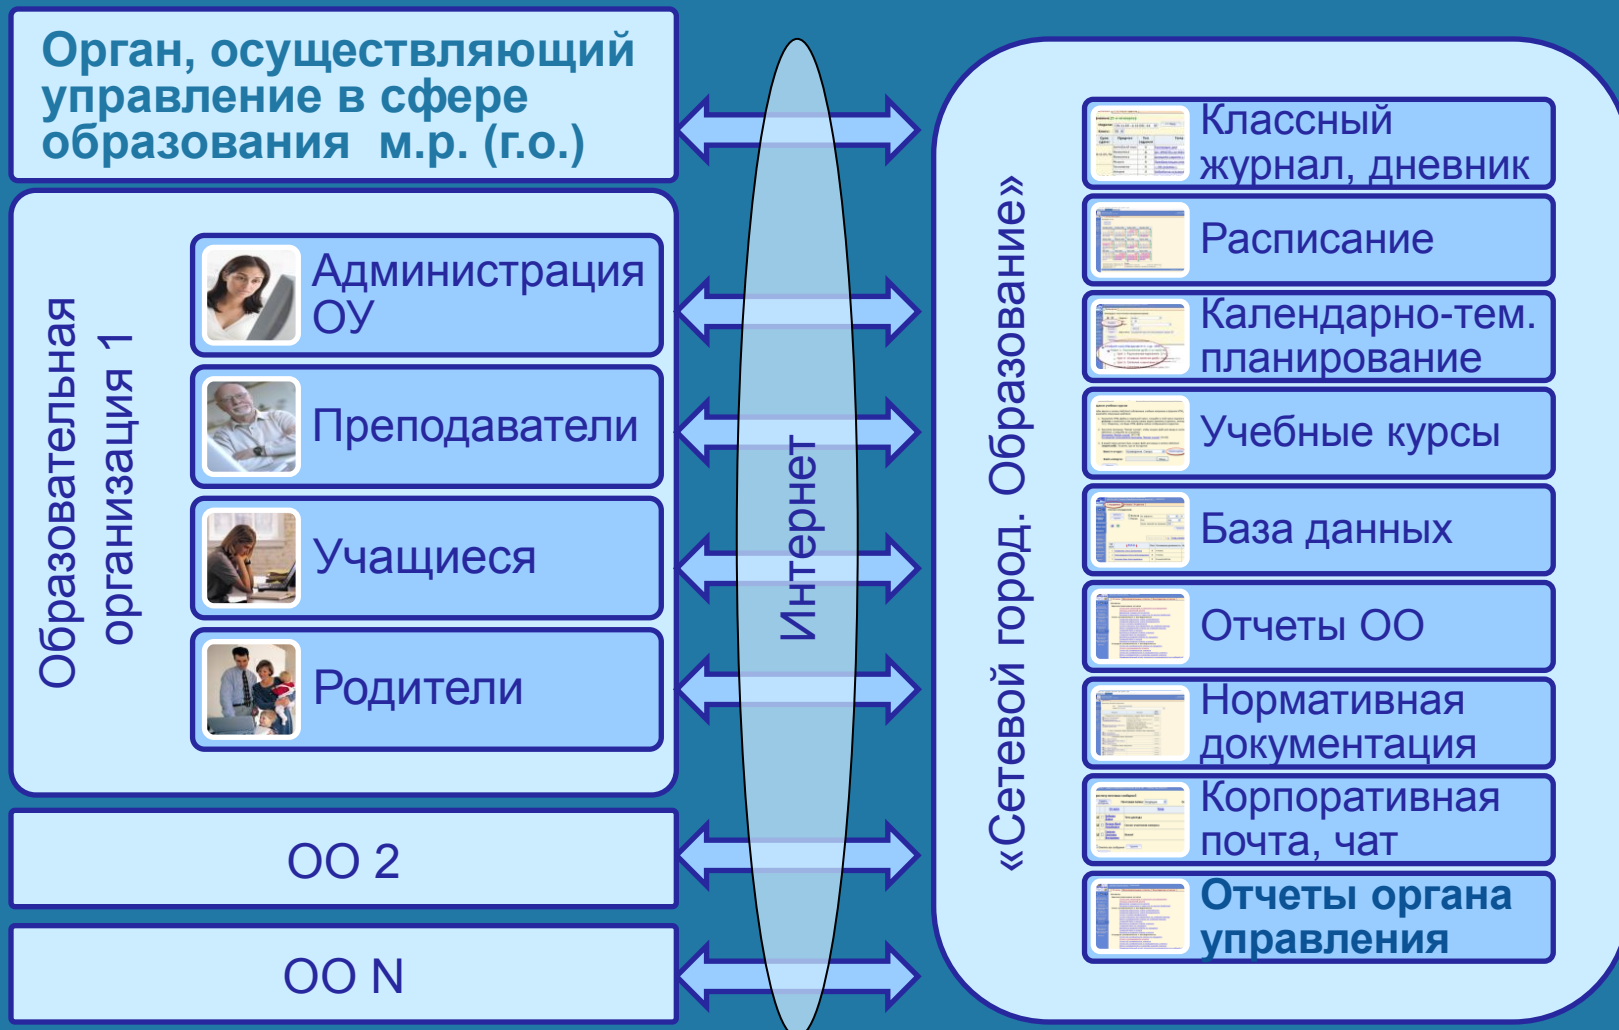 Орган, осуществляющий
управление в сфере
образования м.р. (г.о.)
Образовательная
организация 1
Администрация
ОУ
Преподаватели
Учащиеся
Родители
ОО 2
ОО N
Интернет
«Сетевой город. Образование»
Классный
журнал, дневник
Расписание
Календарно-тем.
планирование
Учебные курсы
База данных
Отчеты ОО
Нормативная
документация
Корпоративная
почта, чат
Отчеты органа
управления